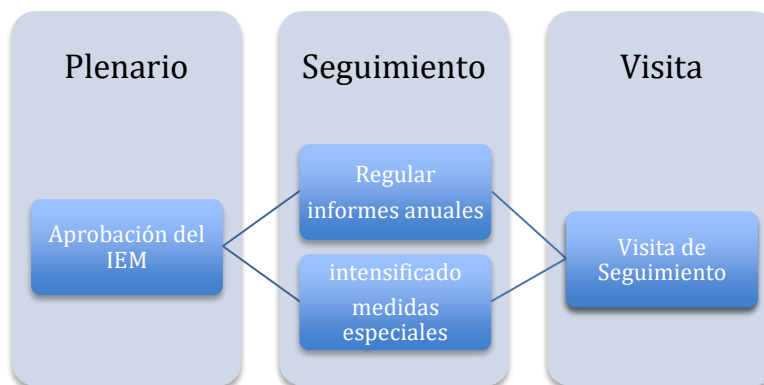 Plenario
Aprobación del
IEM
Seguimiento
Regular
informes anuales
intensificado
medidas
especiales
Visita
Visita de
Seguimiento